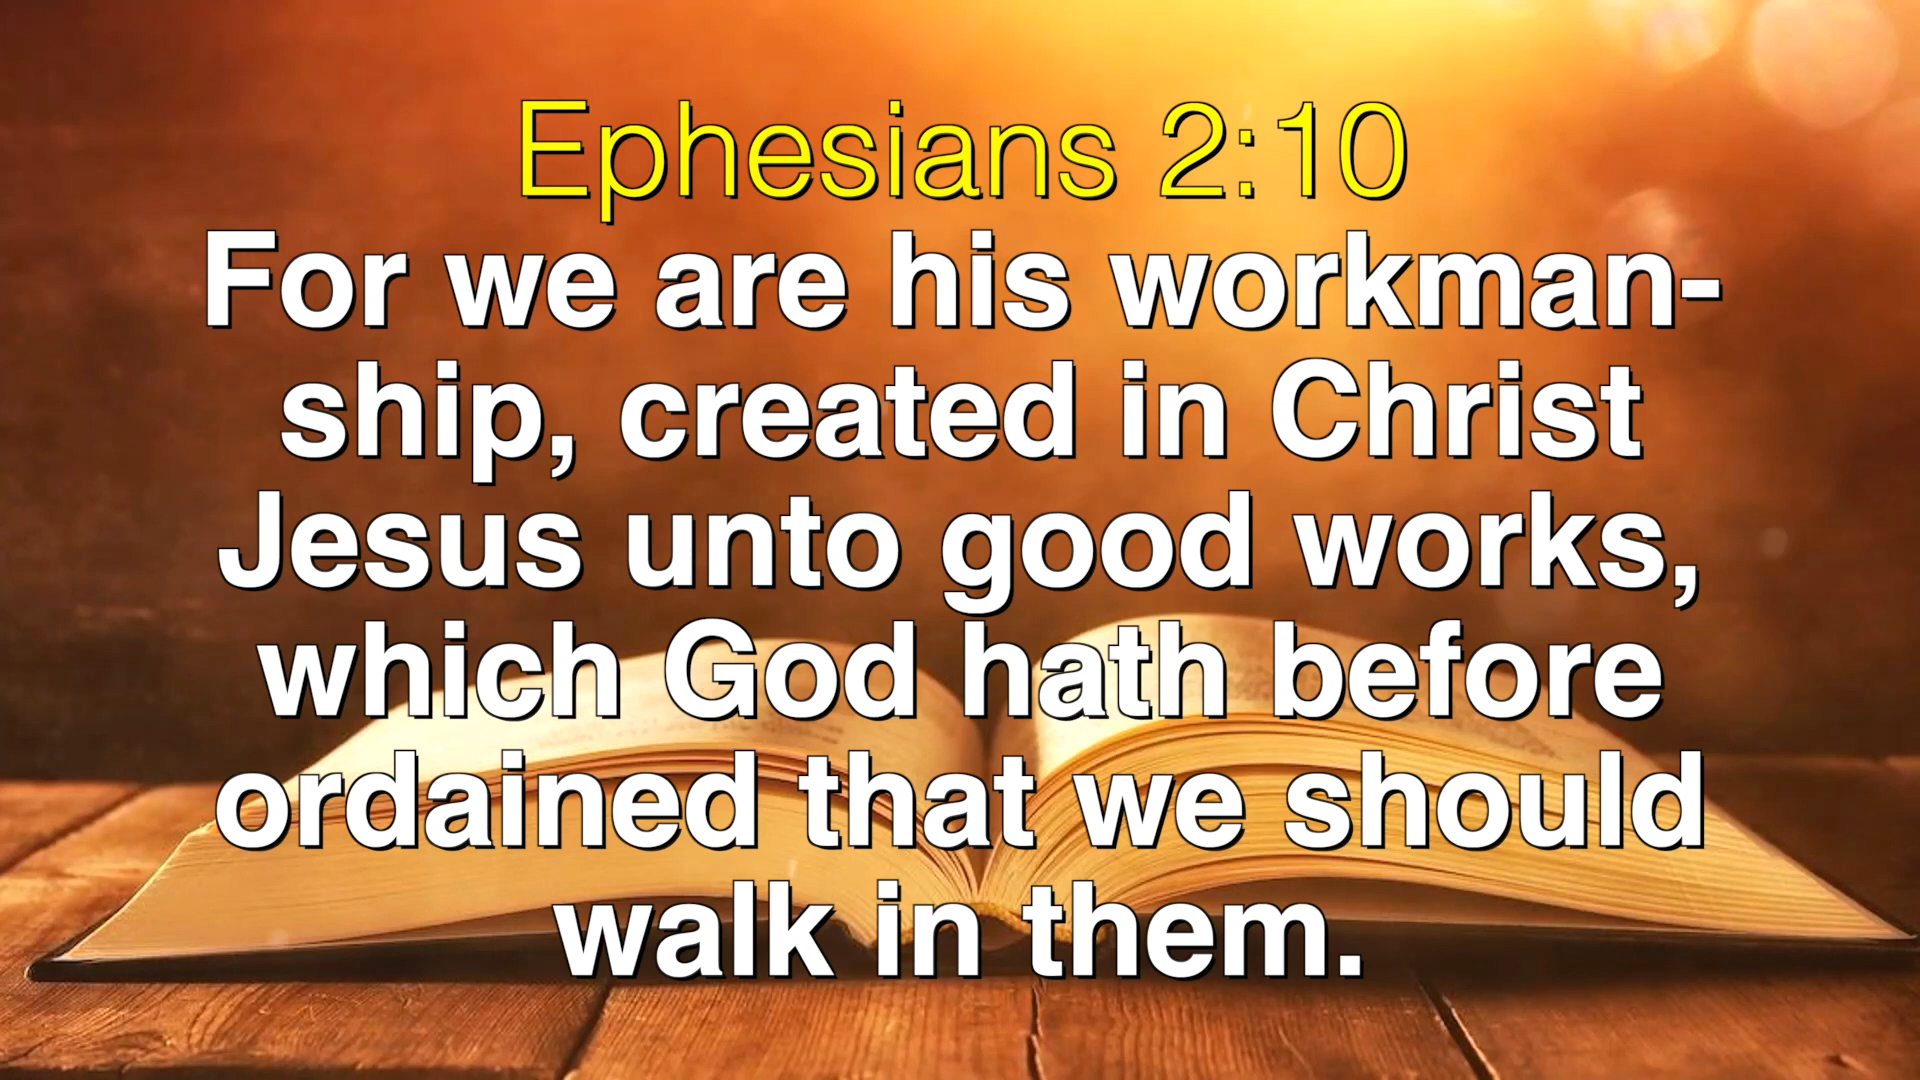 Ephesians 2:10
For we are his workman-
ship, created in Christ
Jesus unto good works,
which God hath before
ordained that we should
walk in them.